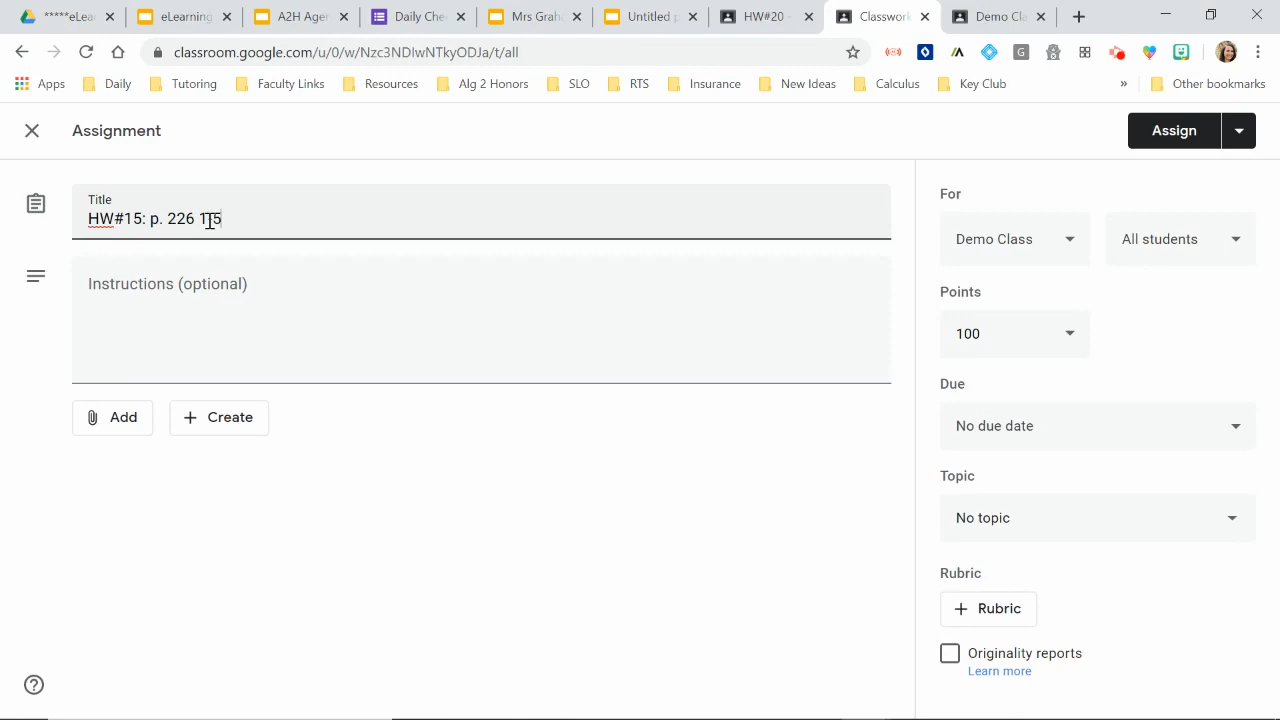 *****eLea
eLearning
A2H Agen
Daily Che
Mrs Grah
Untitled p
HW#20 -
Classwork
Demo Cla
classroom.google.com/u/0/w/Nzc3NDIwNTkyODJa/t/all
Apps Daily Tutoring Faculty Links Resources Alg 2 Honors SLO RTS Insurance New Ideas Calculus Key Club » Other bookmarks
Assignment
Assign
Title
HW#15: p. 226 1-5
Instructions (optional)
Add
Create
For
Demo Class
All students
Points
100
Due
No due date
Topic
No topic
Rubric
+ Rubric
Originality reports
Learn more